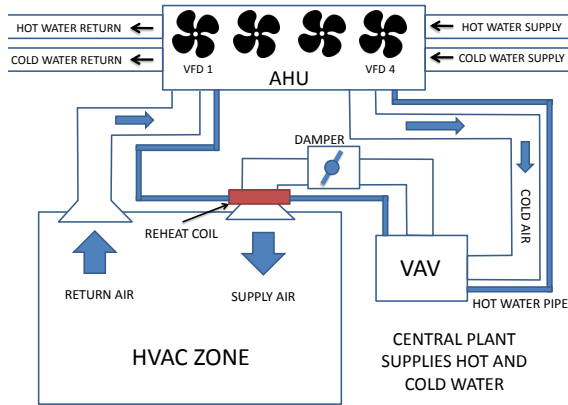 HOT WATER RETURN
HOT WATER SUPPLY
COLD WATER RETURN
COLD WATER SUPPLY
VFD 1
VFD 4
AHU
DAMPER
COLD AIR
REHEAT COIL
VAV
RETURN AIR
SUPPLY AIR
HOT WATER PIPE
HVAC ZONE
CENTRAL PLANT
SUPPLIES HOT AND
COLD WATER